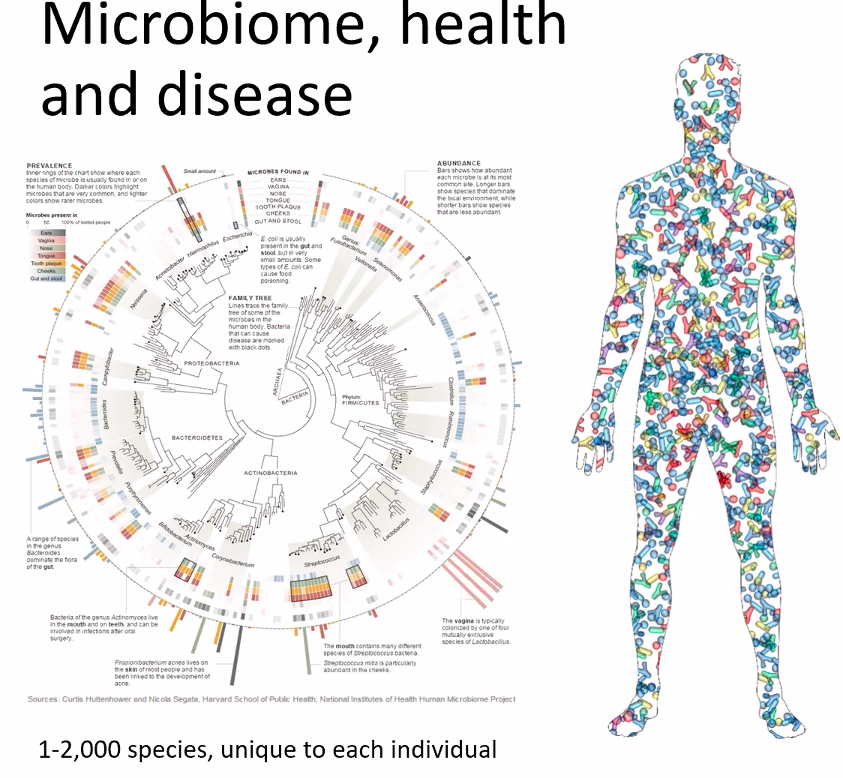 Microbiome, health
and disease
PREVALENCE
Inner rings of the chart show where each
species of microbe is usually found in or on
the human body. Darker colors highlight
microbes that are very common, and lighter
colors show rarer microbes.
Microbes present in
0 50 100% of tested people
Ears
Vagina
Nose
Tongue
Tooth plaque
Cheeks
Gut and stool
Small amount
MICROBES FOUND IN
EARS
VAGINA
NOSE
TONGUE
TOOTH PLAQUE
CHEEKS
GUT AND STOOL
ABUNDANCE
Bars shows how abundant
each microbe is at its most
common site. Longer bars
show species that dominate
the local environment, while
shorter bars show species
that are less abundant.
E. coli is usually
present in the gut and
stool, but in very
small amounts. Some
types of E. coli can
cause food
poisoning.
FAMILY TREE
Lines trace the family
tree of some of the
microbes in the
human body. Bacteria
that can cause
disease are marked
with black dots.
Escherichia
Haemophilus
Acinetobacter
Neisseria
Campylobacter
Bacteroides
Prevotella
Porphyromonas
Bifidobacterium
Actinomyces
Corynebacterium
Streptococcus
Lactobacillus
Staphylococcus
Ruminococcus
Clostridium
Anaerococcus
Selenomonas
Veillonella
Genus:
Fusobacterium
PROTEOBACTERIA
ARCHAEA
BACTERIA
Phylum:
FIRMICUTES
BACTEROIDETES
ACTINOBACTERIA
A range of species
in the genus
Bacteroides
dominate the flora
of the gut.
Bacteria of the genus Actinomyces live
in the mouth and on teeth, and can be
involved in infections after oral
surgery.
Propionibacterium acnes lives on
the skin of most people and has
been linked to the development of
acne.
The mouth contains many different
species of Streptococcus bacteria.
Streptococcus mitis is particularly
abundant in the cheeks.
The vagina is typically
colonized by one of four
mutually exclusive
species of Lactobacillus.
Sources: Curtis Huttenhower and Nicola Segata, Harvard School of Public Health; National Institutes of Health Human Microbiome Project
1-2,000 species, unique to each individual